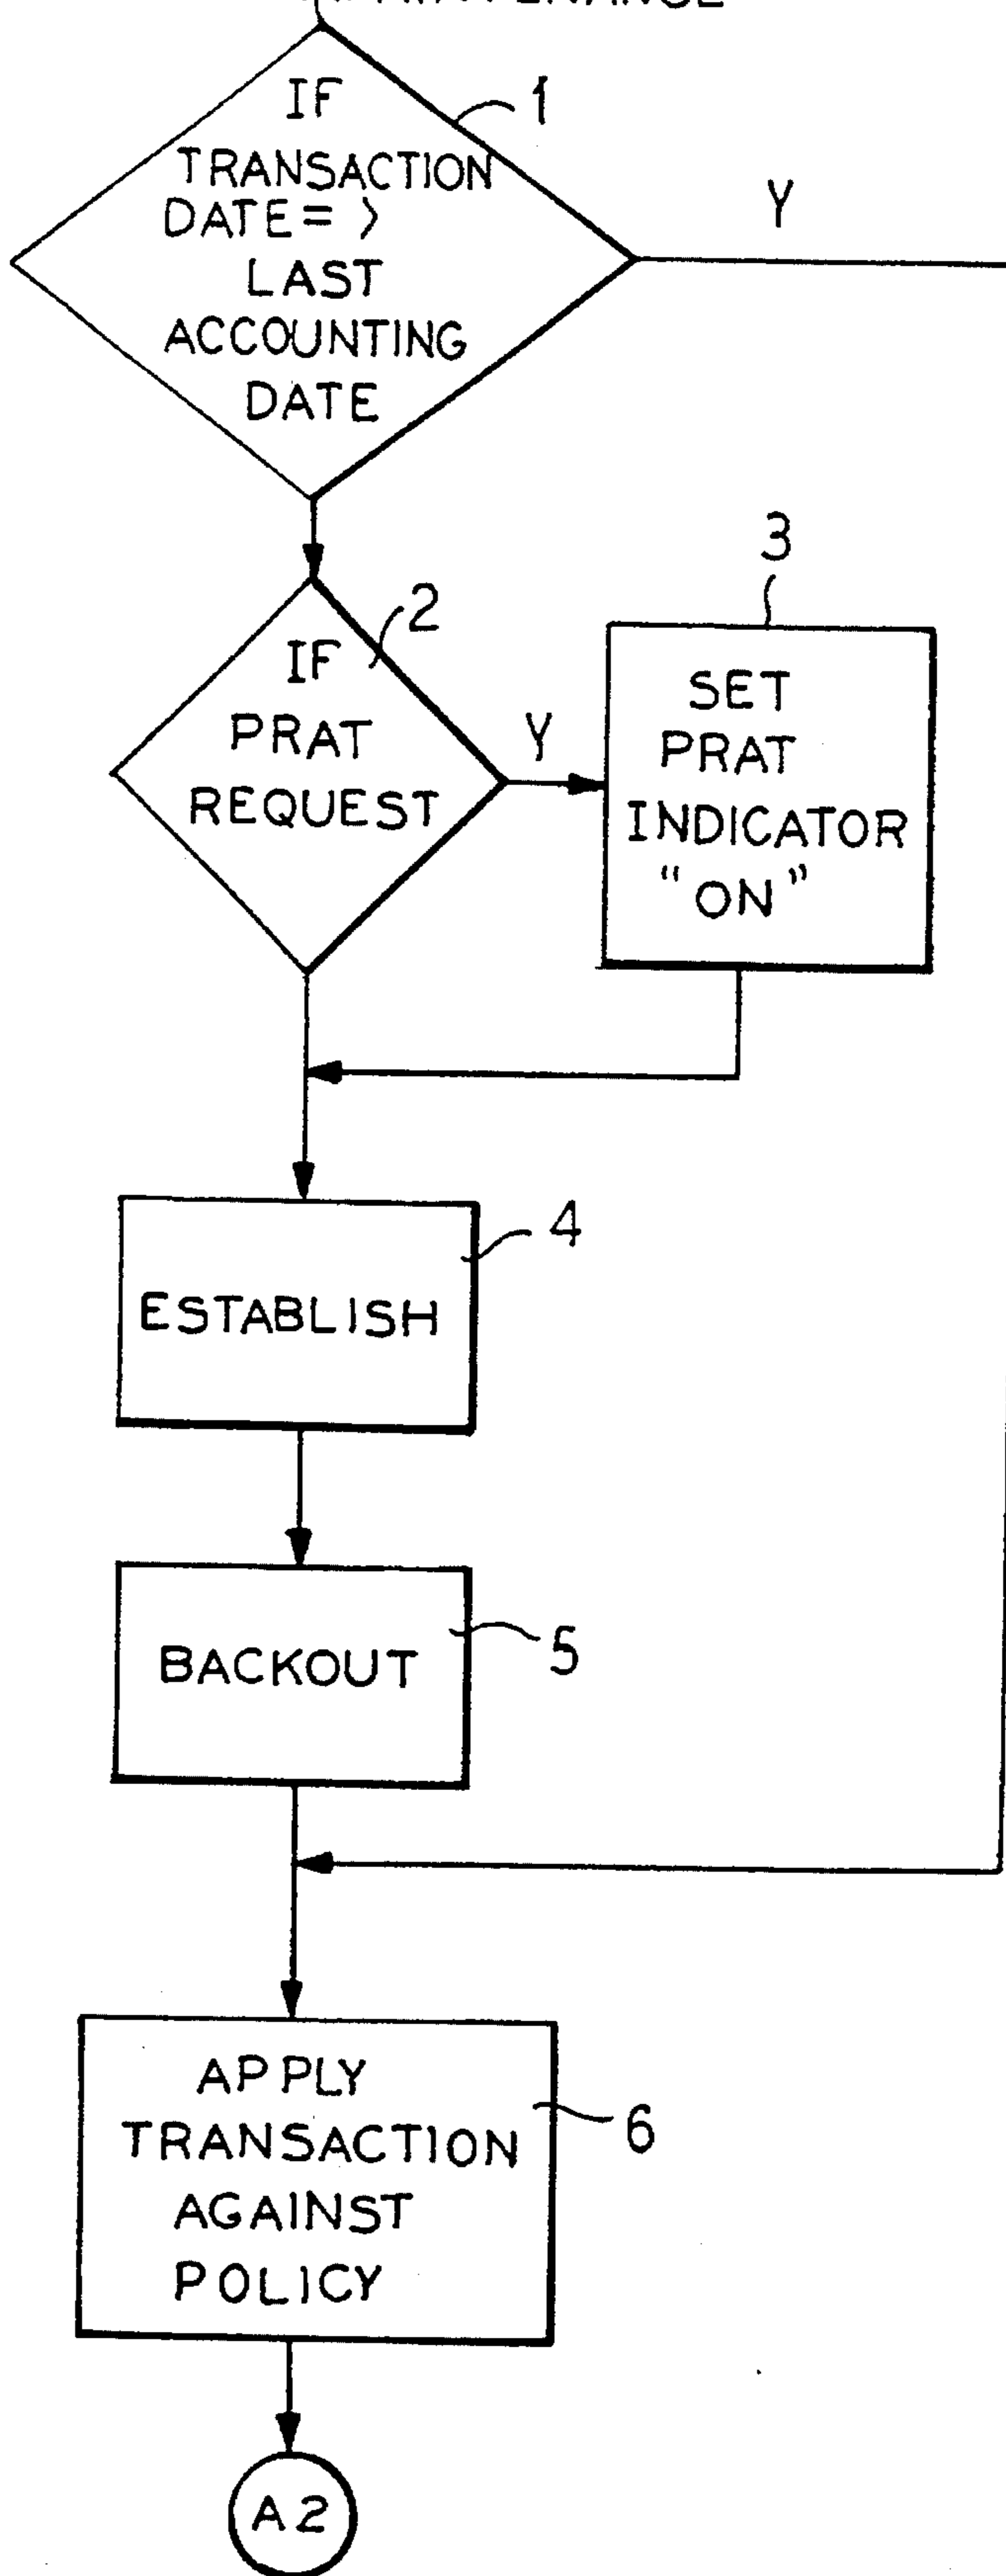 IF
1
TRANSACTION
Y
DATE = >
LAST
ACCOUNTING
DATE
3
2
IF
SET
PRAT
Y
PRAT
REQUEST
INDICATOR
"ON"
4
ESTABLISH
5
BACKOUT
APPLY
6
TRANSACTION
AGAINST
POLICY
A2